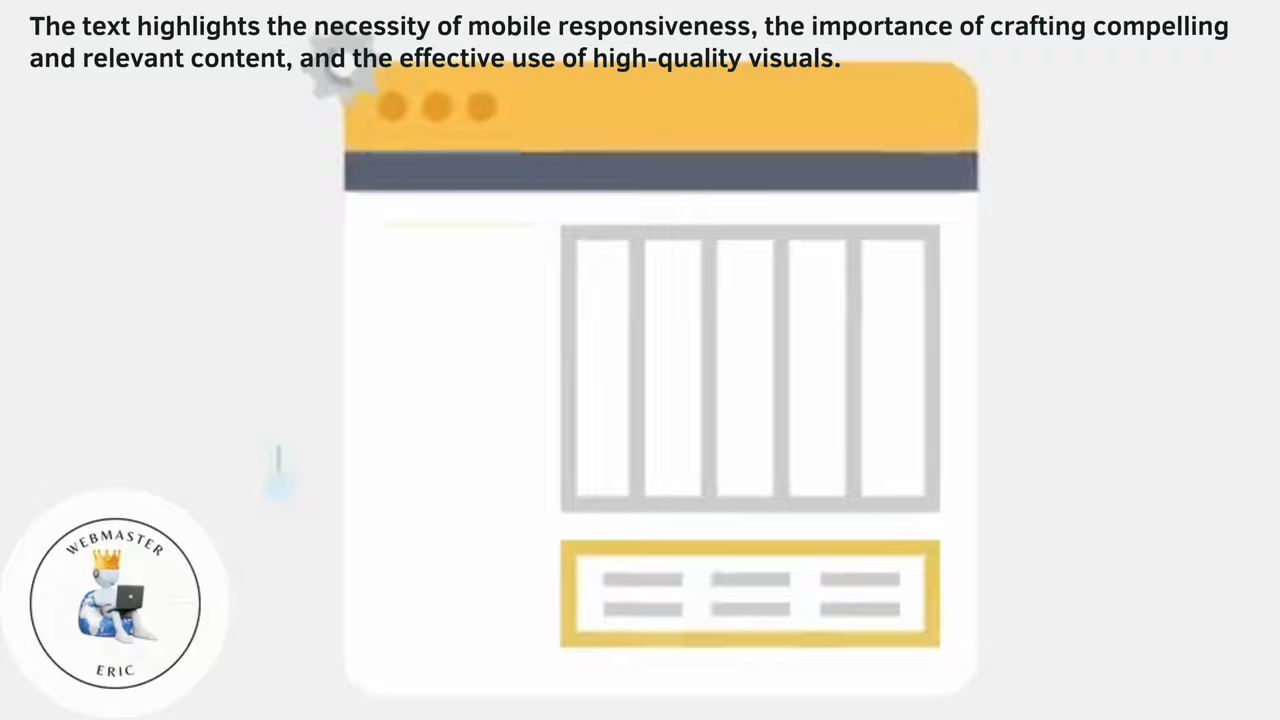 The text highlights the necessity of mobile responsiveness, the importance of crafting compelling
and relevant content, and the effective use of high-quality visuals.
WEBMASTER
ERIC